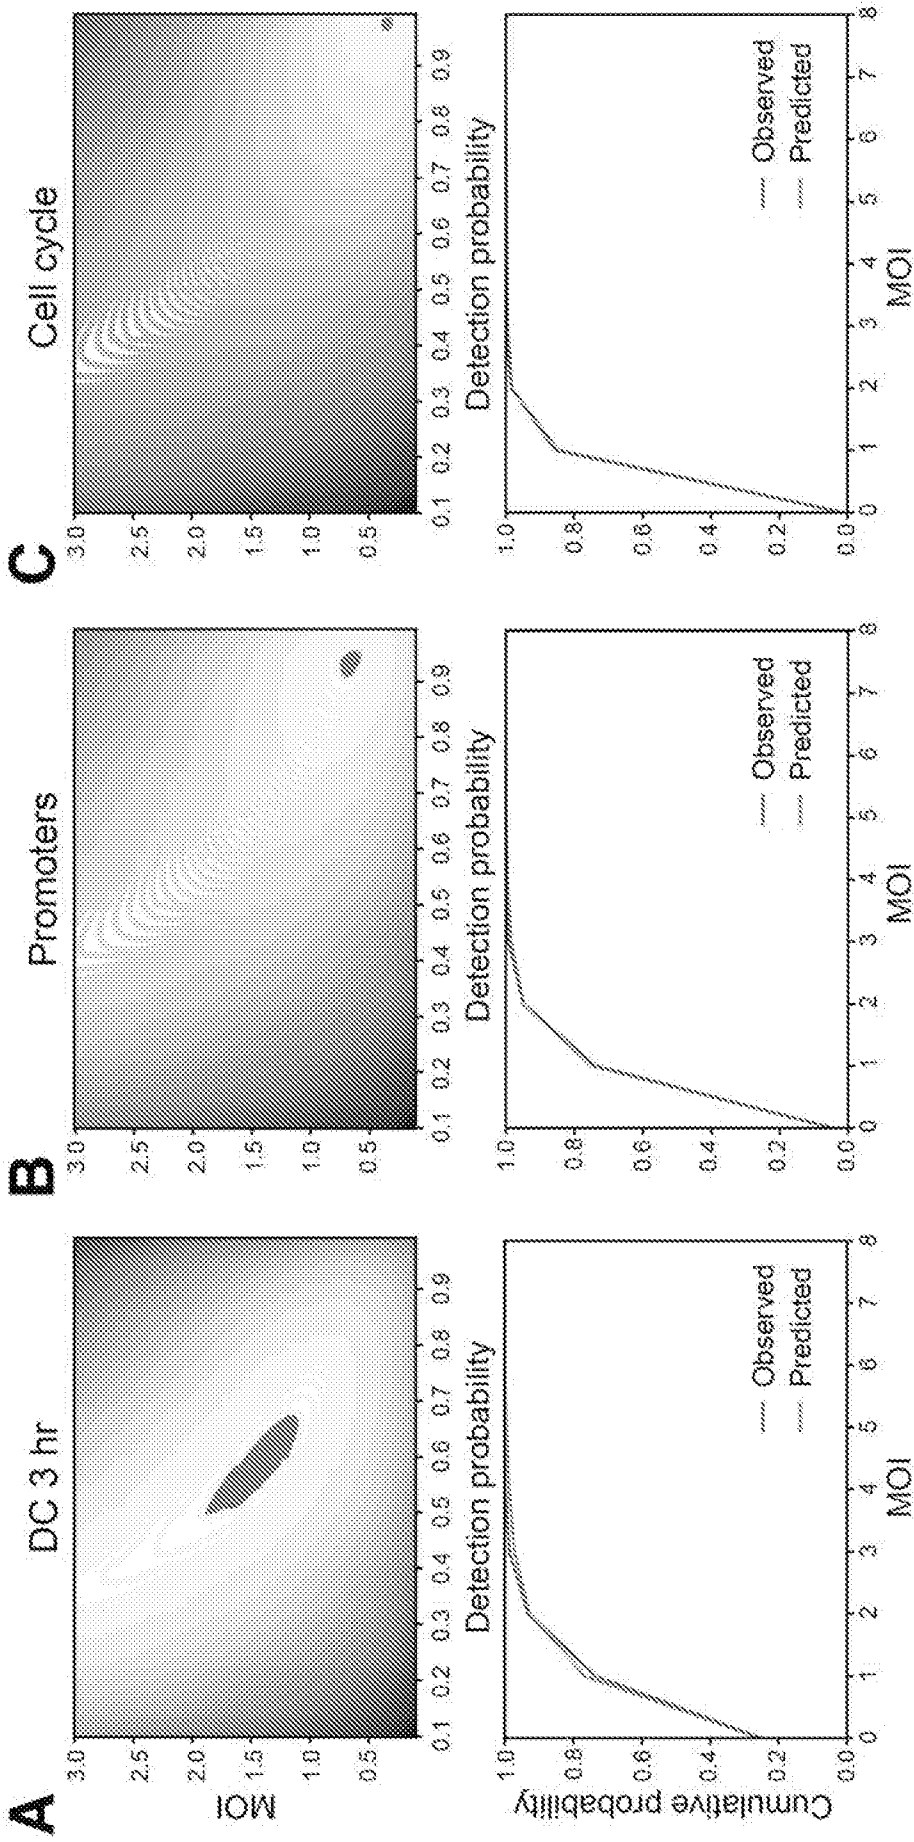 A
DC 3 hr
3.0
2.5
2.0
1.5
1.0
0.5
MOI
0.1 0.2 0.3 0.4 0.5 0.6 0.7 0.8 0.9
Detection probability
1.0
0.8
0.6
0.4
0.2
0.0
Cumulative probability
Observed
Predicted
0 1 2 3 4 5 6 7 8
MOI
B
Promoters
3.0
2.5
2.0
1.5
1.0
0.5
0.1 0.2 0.3 0.4 0.5 0.6 0.7 0.8 0.9
Detection probability
1.0
0.8
0.6
0.4
0.2
0.0
Observed
Predicted
0 1 2 3 4 5 6 7 8
MOI
C
Cell cycle
3.0
2.5
2.0
1.5
1.0
0.5
0.1 0.2 0.3 0.4 0.5 0.6 0.7 0.8 0.9
Detection probability
1.0
0.8
0.6
0.4
0.2
0.0
Observed
Predicted
0 1 2 3 4 5 6 7 8
MOI